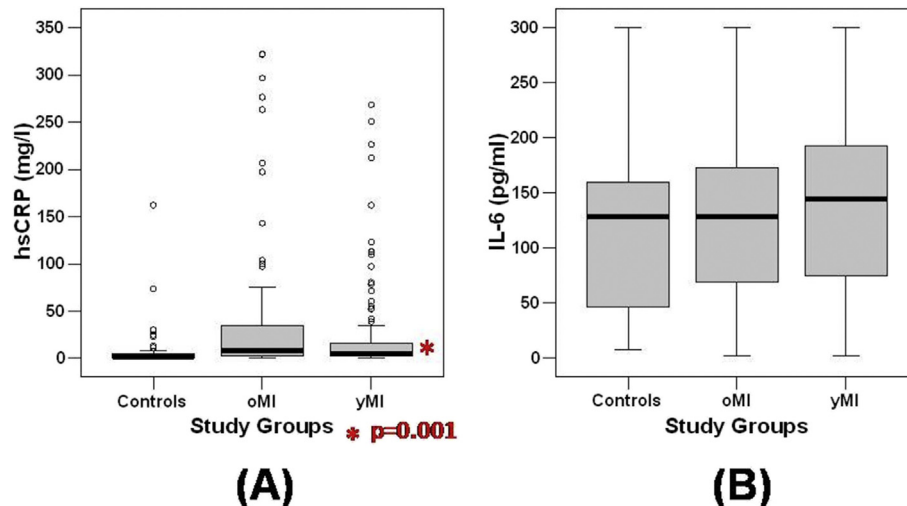 350
300
250
200
150
100
50
0
hsCRP (mg/l)
*
Controls oMI yMI
Study Groups
* p=0.001
(A)
300
250
200
150
100
50
0
IL-6 (pg/ml)
Controls oMI yMI
Study Groups
(B)